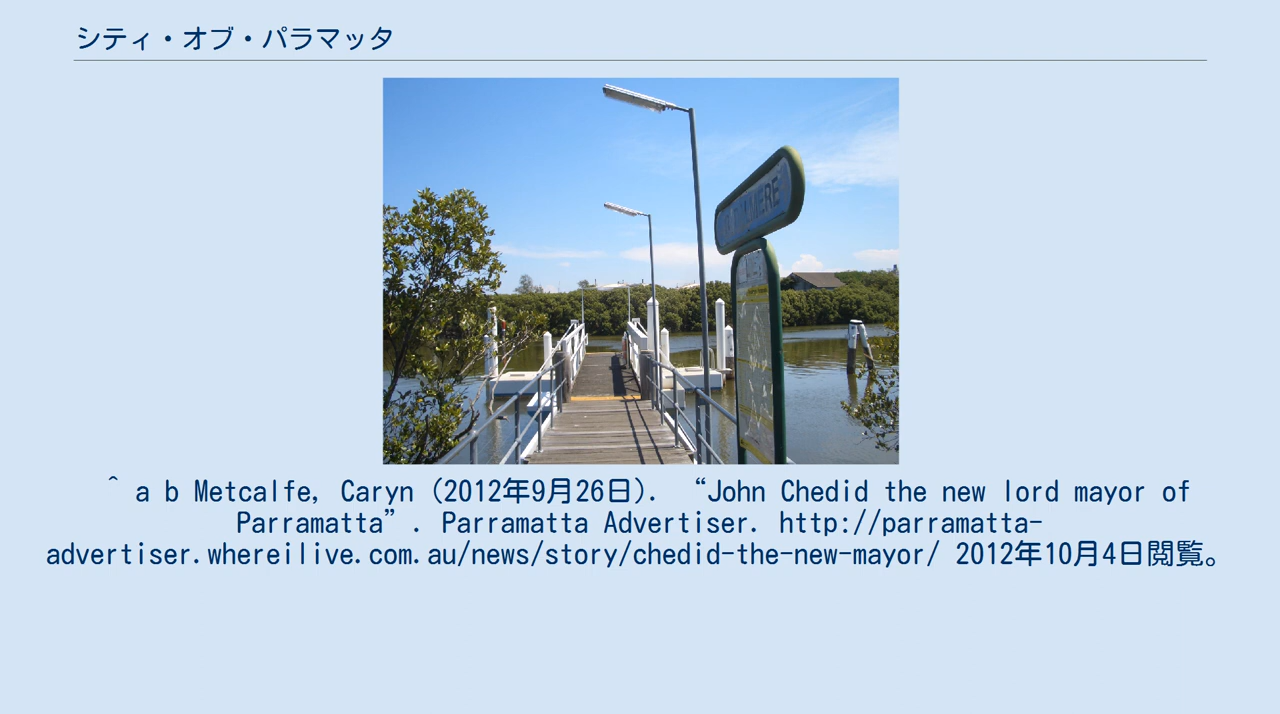 シティ・オブ・パラマッタ
^ a b Metcalfe, Caryn (2012年9月26日). “John Chedid the new lord mayor of
Parramatta”. Parramatta Advertiser. http://parramatta-
advertiser.whereilive.com.au/news/story/chedid-the-new-mayor/ 2012年10月4日閲覧。